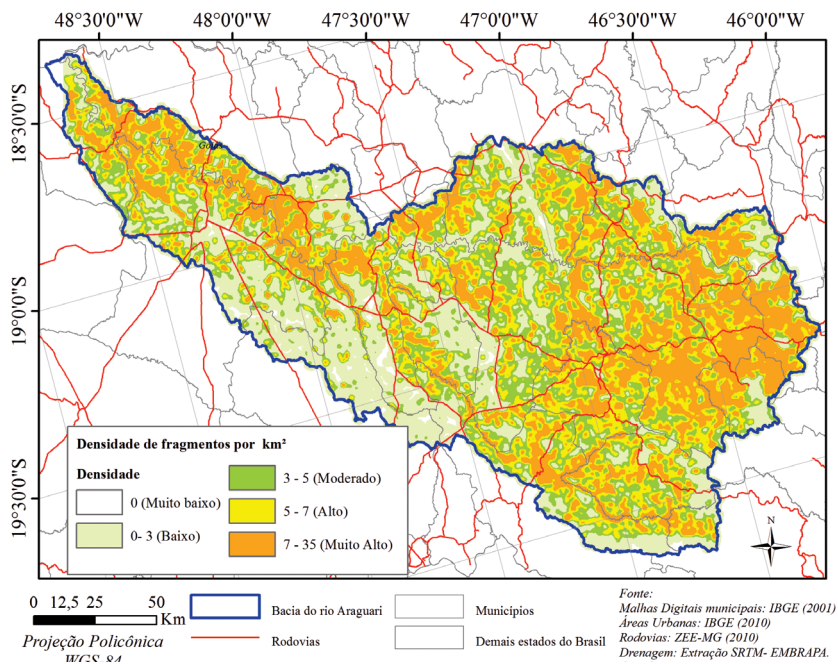 48°30'0"W 48°0'0"W 47°30'0"W 47°0'0"W 46°30'0"W 46°0'0"W
18°30'0"S
19°0'0"S
19°30'0"S
Goiás
Densidade de fragmentos por km²
Densidade
0 (Muito baixo)
0- 3 (Baixo)
3 - 5 (Moderado)
5 - 7 (Alto)
7 - 35 (Muito Alto)
N
0 12,5 25 50
Km
Projeção Policônica
WGS-84
Bacia do rio Araguari
Rodovias
Municípios
Demais estados do Brasil
Fonte:
Malhas Digitais municipais: IBGE (2001)
Áreas Urbanas: IBGE (2010)
Rodovias: ZEE-MG (2010)
Drenagem: Extração SRTM- EMBRAPA.